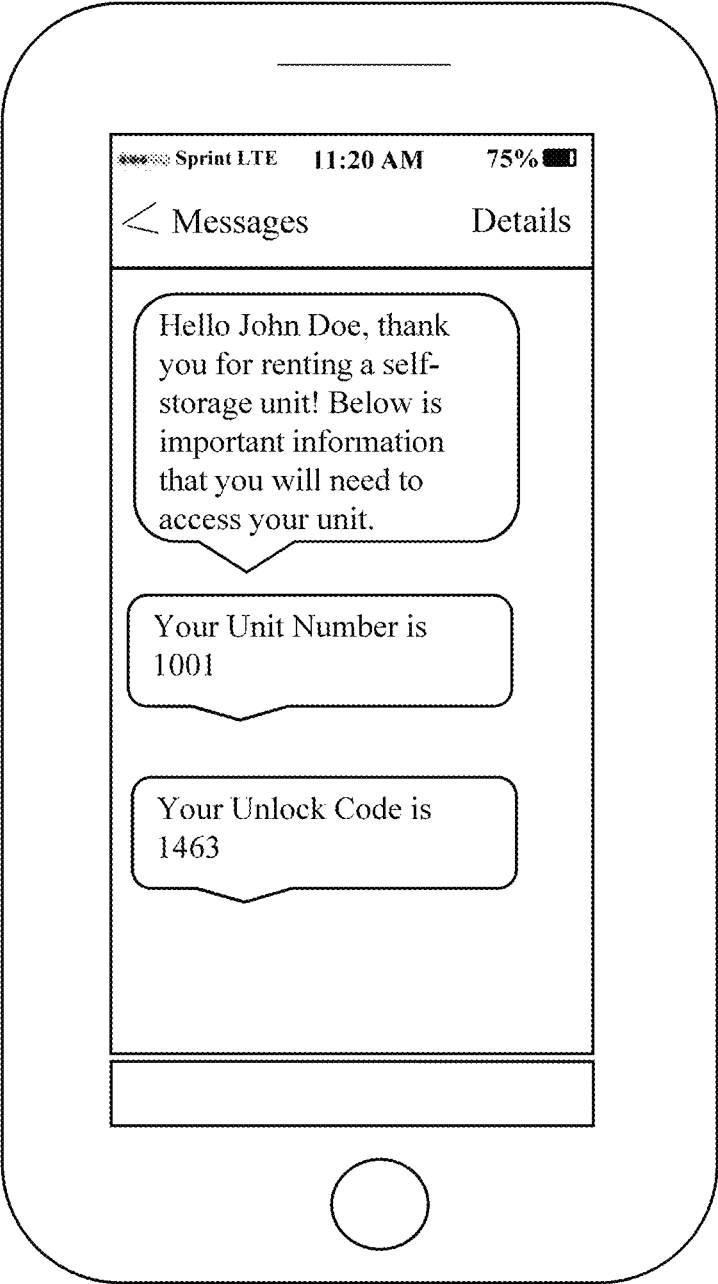 Sprint LTE 11:20 AM 75%
< Messages Details
Hello John Doe, thank
you for renting a self-
storage unit! Below is
important information
that you will need to
access your unit.
Your Unit Number is
1001
Your Unlock Code is
1463